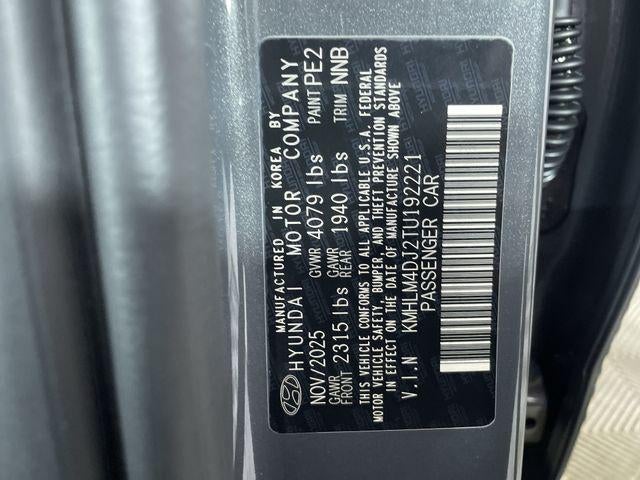 MANUFACTURED IN KOREA BY
HYUNDAI MOTOR COMPANY
NOV/2025 GVWR 4079 lbs PAINT PE2
GAWR FRONT 2315 lbs GAWR REAR 1940 lbs TRIM NNB
THIS VEHICLE CONFORMS TO ALL APPLICABLE U.S.A. FEDERAL
MOTOR VEHICLE SAFETY, BUMPER, AND THEFT PREVENTION STANDARDS
IN EFFECT ON THE DATE OF MANUFACTURE SHOWN ABOVE
V.I.N KMHLM4DJ2TU192221
PASSENGER CAR